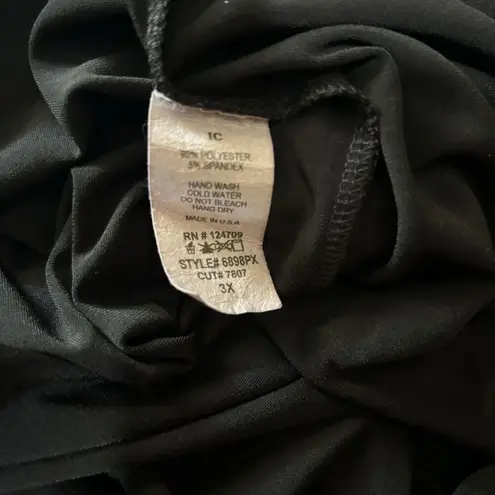 IC
95% POLYESTER
5% SPANDEX
HAND WASH
COLD WATER
DO NOT BLEACH
HANG DRY
MADE IN U.S.A
RN # 124709
STYLE# 6898PX
CUT# 7807
3X